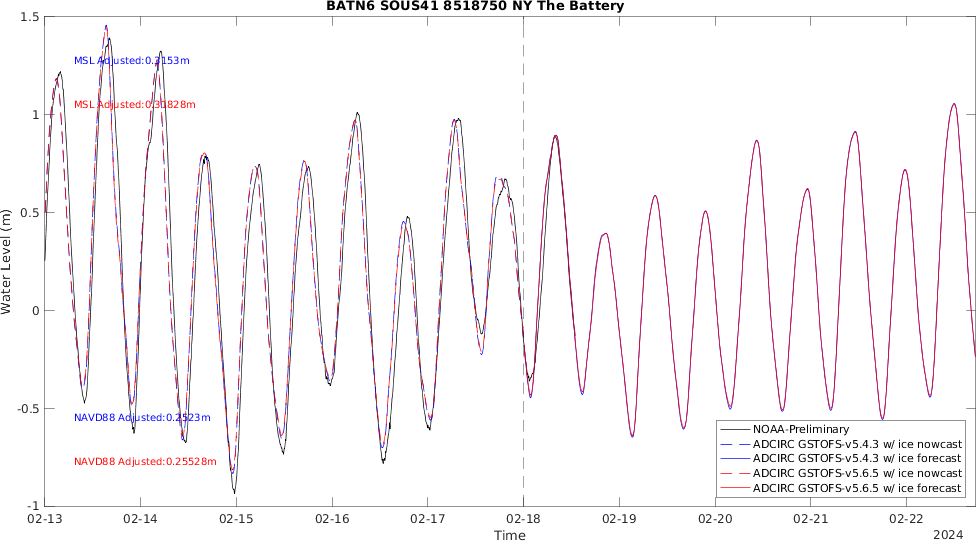 BATN6 SOUS41 8518750 NY The Battery
1.5
MSL Adjusted:0.3153m
MSL Adjusted:0.31828m
1
0.5
0
-0.5
-1
Water Level (m)
NAVD88 Adjusted:0.2523m
NAVD88 Adjusted:0.25528m
NOAA-Preliminary
ADCIRC GSTOFS-v5.4.3 w/ ice nowcast
ADCIRC GSTOFS-v5.4.3 w/ ice forecast
ADCIRC GSTOFS-v5.6.5 w/ ice nowcast
ADCIRC GSTOFS-v5.6.5 w/ ice forecast
02-13 02-14 02-15 02-16 02-17 02-18 02-19 02-20 02-21 02-22
Time
2024